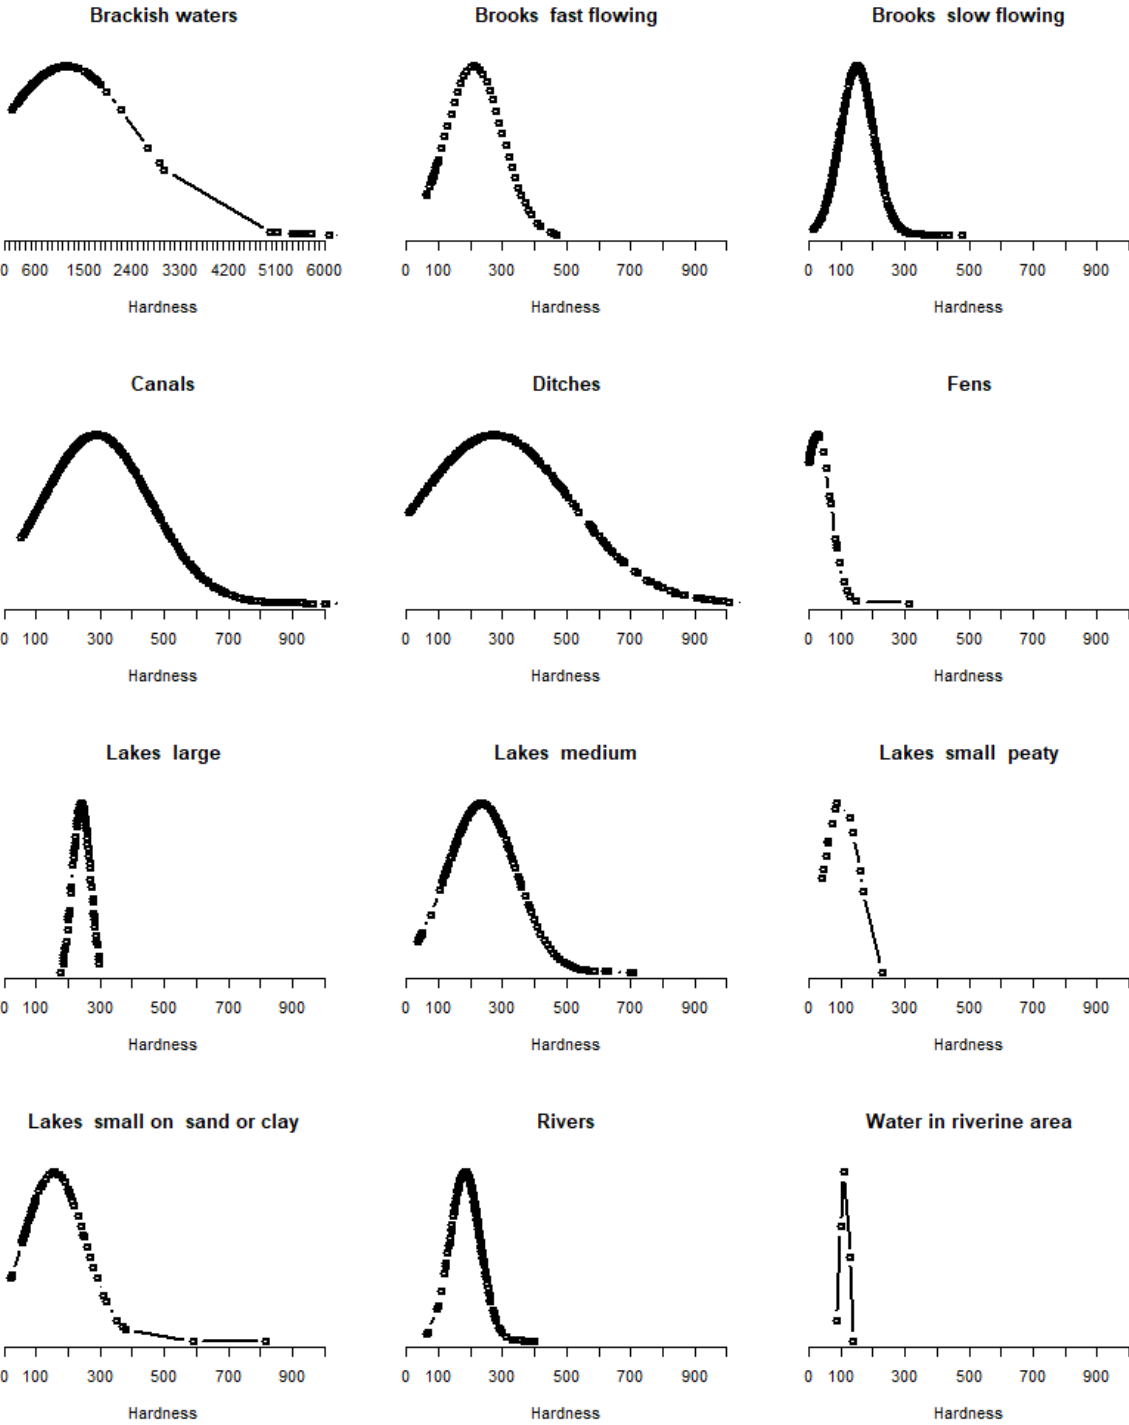 Brackish waters
Brooks fast flowing
Brooks slow flowing
0 600 1500 2400 3300 4200 5100 6000
0 100 300 500 700 900
0 100 300 500 700 900
Hardness
Hardness
Hardness
Canals
Ditches
Fens
0 100 300 500 700 900
0 100 300 500 700 900
0 100 300 500 700 900
Hardness
Hardness
Hardness
Lakes large
Lakes medium
Lakes small peaty
0 100 300 500 700 900
0 100 300 500 700 900
0 100 300 500 700 900
Hardness
Hardness
Hardness
Lakes small on sand or clay
Rivers
Water in riverine area
0 100 300 500 700 900
0 100 300 500 700 900
0 100 300 500 700 900
Hardness
Hardness
Hardness